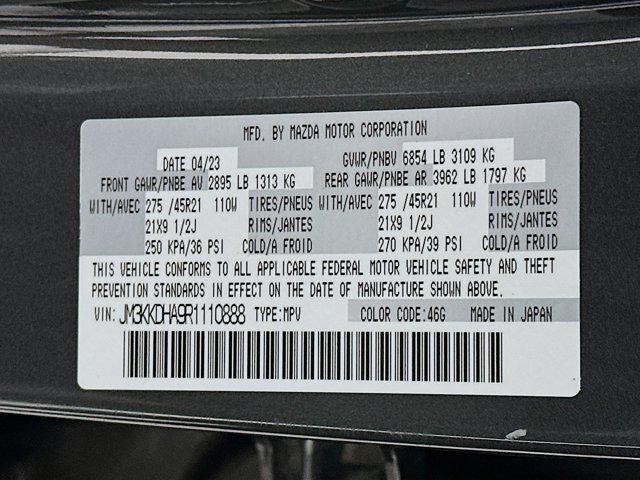 MFD. BY MAZDA MOTOR CORPORATION
DATE 04/23 GVWR/PNBV 6854 LB 3109 KG
FRONT GAWR/PNBE AV 2895 LB 1313 KG REAR GAWR/PNBE AR 3962 LB 1797 KG
WITH/AVEC 275 /45R21 110W TIRES/PNEUS WITH/AVEC 275 /45R21 110W TIRES/PNEUS
21X9 1/2J RIMS/JANTES 21X9 1/2J RIMS/JANTES
250 KPA/36 PSI COLD/A FROID 270 KPA/39 PSI COLD/A FROID
THIS VEHICLE CONFORMS TO ALL APPLICABLE FEDERAL MOTOR VEHICLE SAFETY AND THEFT
PREVENTION STANDARDS IN EFFECT ON THE DATE OF MANUFACTURE SHOWN ABOVE.
VIN: JM3KKDHA9R1110888 TYPE:MPV COLOR CODE:46G MADE IN JAPAN